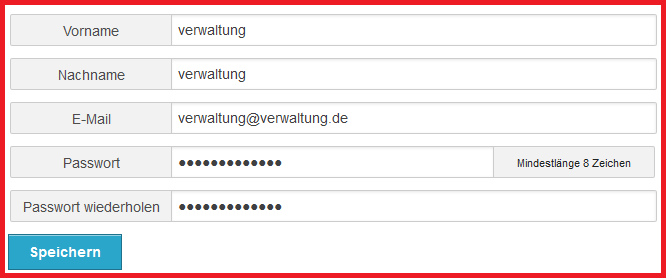 Vorname verwaltung
Nachname verwaltung
E-Mail verwaltung@verwaltung.de
Passwort ●●●●●●●●●●●●● Mindestlänge 8 Zeichen
Passwort wiederholen ●●●●●●●●●●●●●
Speichern